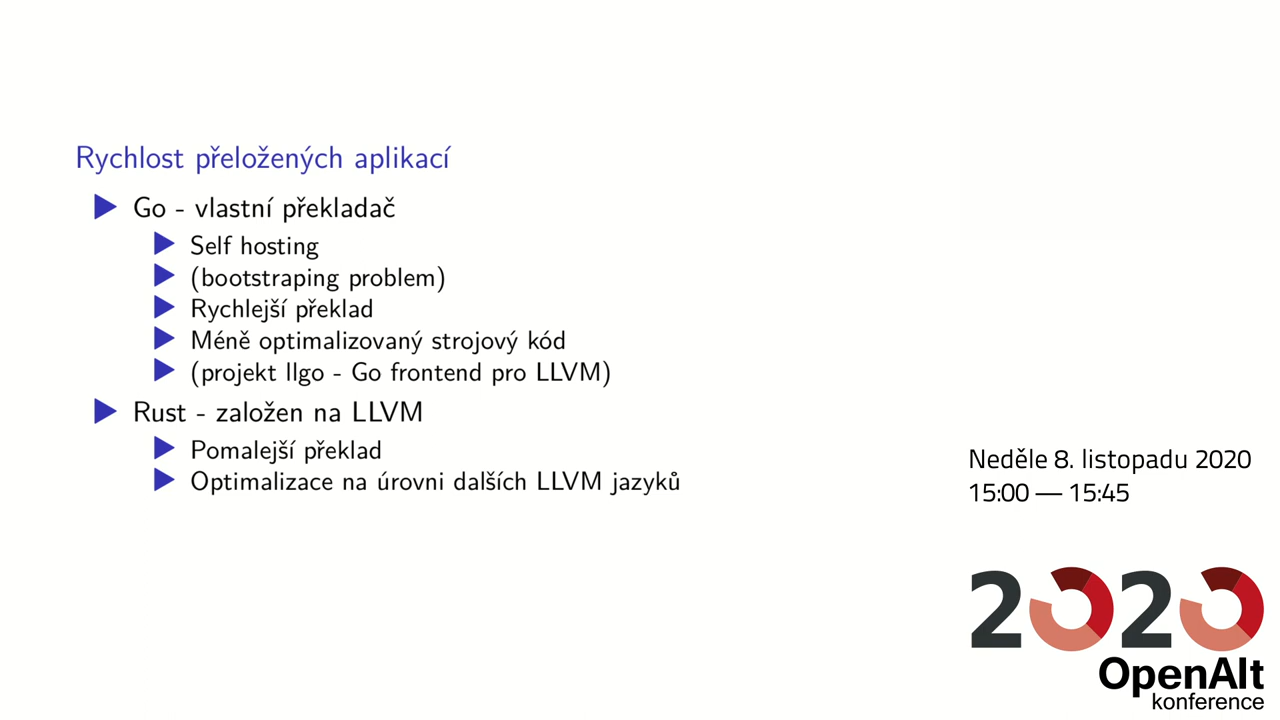 Rychlost přeložených aplikací
Go - vlastní překladač
Self hosting
(bootstraping problem)
Rychlejší překlad
Méně optimalizovaný strojový kód
(projekt llgo - Go frontend pro LLVM)
Rust - založen na LLVM
Pomalejší překlad
Optimalizace na úrovni dalších LLVM jazyků
Neděle 8. listopadu 2020
15:00 — 15:45
2020
OpenAlt
konference